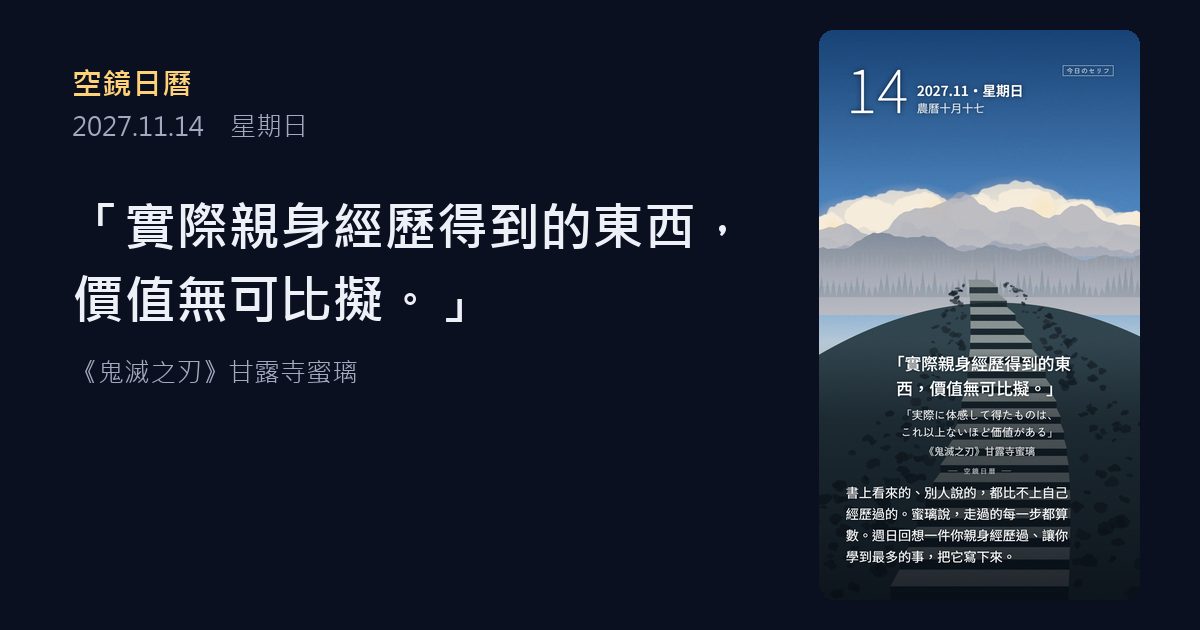 空鏡日曆
2027.11.14 星期日
「實際親身經歷得到的東西，
價值無可比擬。」
《鬼滅之刃》甘露寺蜜璃
14
2027.11・星期日
農曆十月十七
今日のセリフ
「實際親身經歷得到的東
西，價值無可比擬。」
「実際に体感して得たものは、
これ以上ないほど価値がある」
《鬼滅之刃》甘露寺蜜璃
— 空鏡日曆 —
書上看來的、別人說的，都比不上自己
經歷過的。蜜璃說，走過的每一步都算
數。週日回想一件你親身經歷過、讓你
學到最多的事，把它寫下來。